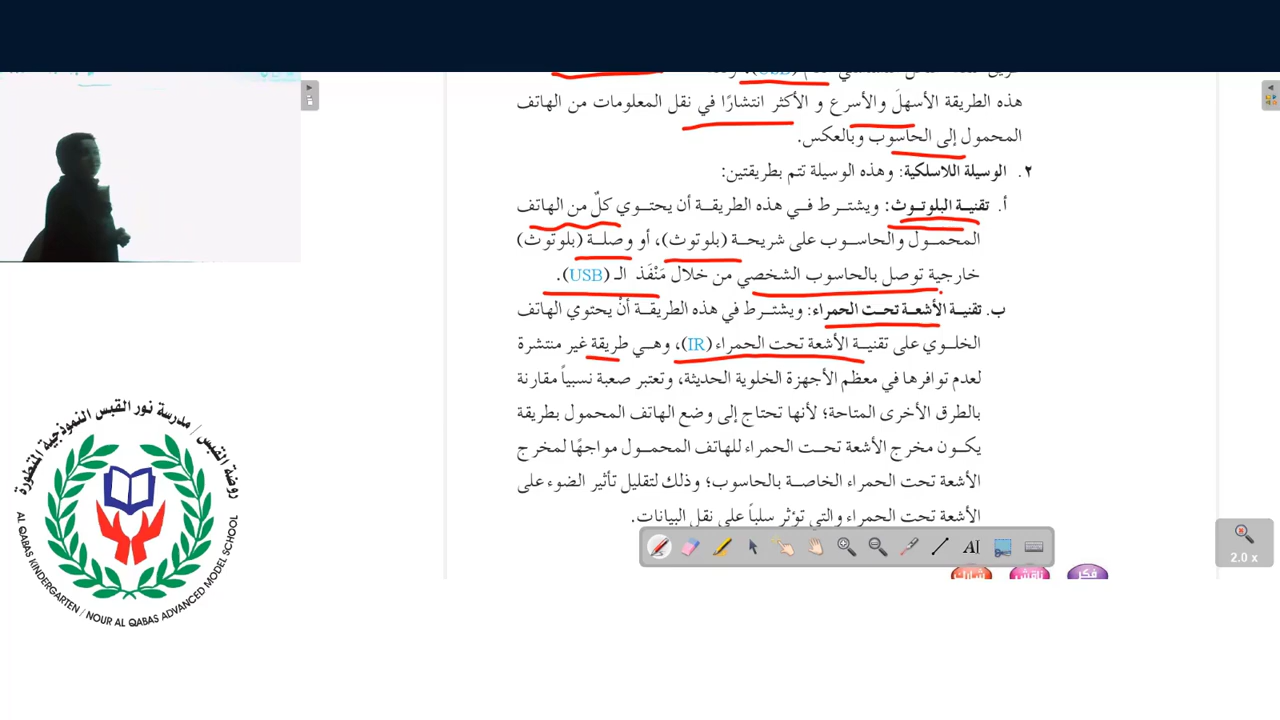 (USB)،
هذه الطريقة الأسهلَ والأسرع و الأكثر انتشارًا في نقل المعلومات من الهاتف
المحمول إلى الحاسوب وبالعكس.
٢. الوسيلة اللاسلكية: وهذه الوسيلة تتم بطريقتين:
أ. تقنيـة البلوتـوث: ويشتـرط فـي هذه الطريقـة أن يحتـوي كلٌ من الهاتف
المحمـول والحاسـوب على شريحـة (بلوتوث)، أو وصلـة (بلوتوث)
خارجية توصل بالحاسوب الشخصي من خلال مَنْفَذ الـ (USB).
ب. تقنيـة الأشعـة تحـت الحمراء: ويشتـرط في هذه الطريقـة أنْ يحتوي الهاتف
الخلـوي على تقنيـة الأشعة تحت الحمراء (IR)، وهـي طريقة غير منتشرة
لعدم توافرها في معظم الأجهزة الخلوية الحديثة، وتعتبر صعبة نسبياً مقارنة
بالطرق الأخرى المتاحة؛ لأنها تحتاج إلى وضع الهاتف المحمول بطريقة
يكـون مخرج الأشعة تحـت الحمراء للهاتف المحمـول مواجهًا لمخرج
الأشعة تحت الحمراء الخاصـة بالحاسوب؛ وذلك لتقليل تأثير الضوء على
الأشعة تحت الحمراء والتي تؤثر سلباً على نقل البيانات.
فكر
ناقش
شارك
AI
2.0 x
روضة القبس / مدرسة نور القبس النموذجية المتطورة
AL QABAS KINDERGARTEN / NOUR AL QABAS ADVANCED MODEL SCHOOL